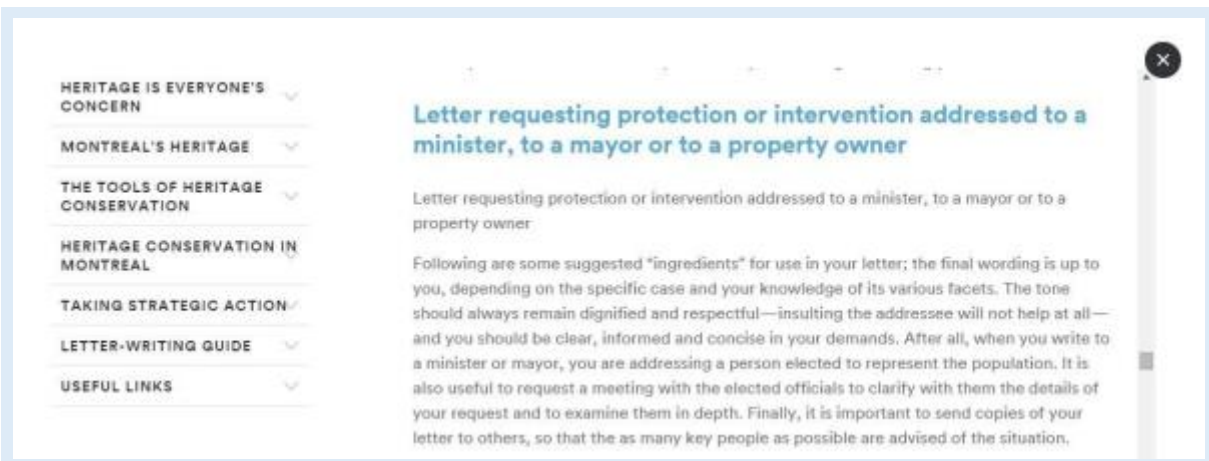 HERITAGE IS EVERYONE'S
CONCERN
MONTREAL'S HERITAGE
THE TOOLS OF HERITAGE
CONSERVATION
HERITAGE CONSERVATION IN
MONTREAL
TAKING STRATEGIC ACTION
LETTER-WRITING GUIDE
USEFUL LINKS
Letter requesting protection or intervention addressed to a
minister, to a mayor or to a property owner
Letter requesting protection or intervention addressed to a minister, to a mayor or to a
property owner
Following are some suggested "ingredients" for use in your letter; the final wording is up to
you, depending on the specific case and your knowledge of its various facets. The tone
should always remain dignified and respectful—insulting the addressee will not help at all—
and you should be clear, informed and concise in your demands. After all, when you write to
a minister or mayor, you are addressing a person elected to represent the population. It is
also useful to request a meeting with the elected officials to clarify with them the details of
your request and to examine them in depth. Finally, it is important to send copies of your
letter to others, so that the as many key people as possible are advised of the situation.